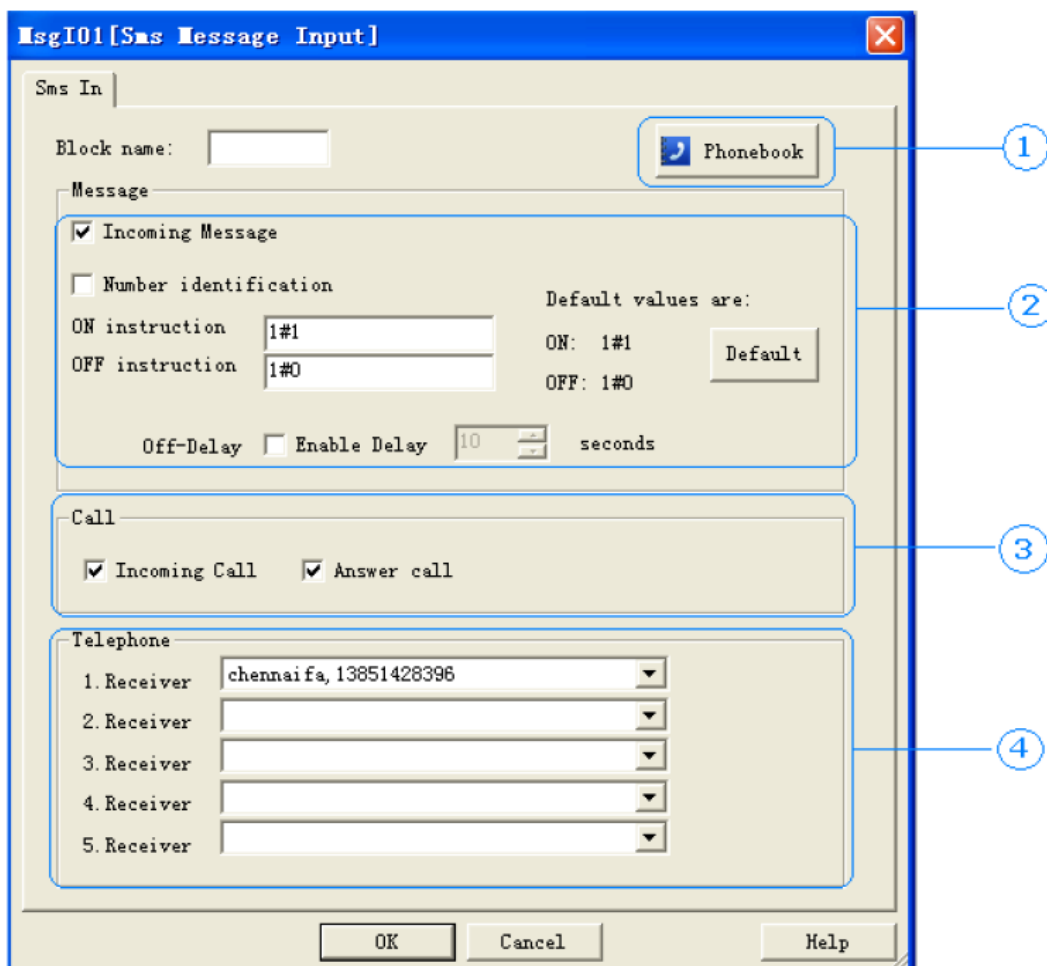 MsgI01[Sms Message Input]
Sms In
Block name:
Phonebook
1
Message
Incoming Message
2
Number identification
Default values are:
ON instruction 1#1
ON: 1#1
Default
OFF instruction 1#0
OFF: 1#0
Off-Delay Enable Delay 10 seconds
Call
3
Incoming Call Answer call
Telephone
1.Receiver chennaifa,13851428396
2.Receiver
4
3.Receiver
4.Receiver
5.Receiver
OK Cancel Help